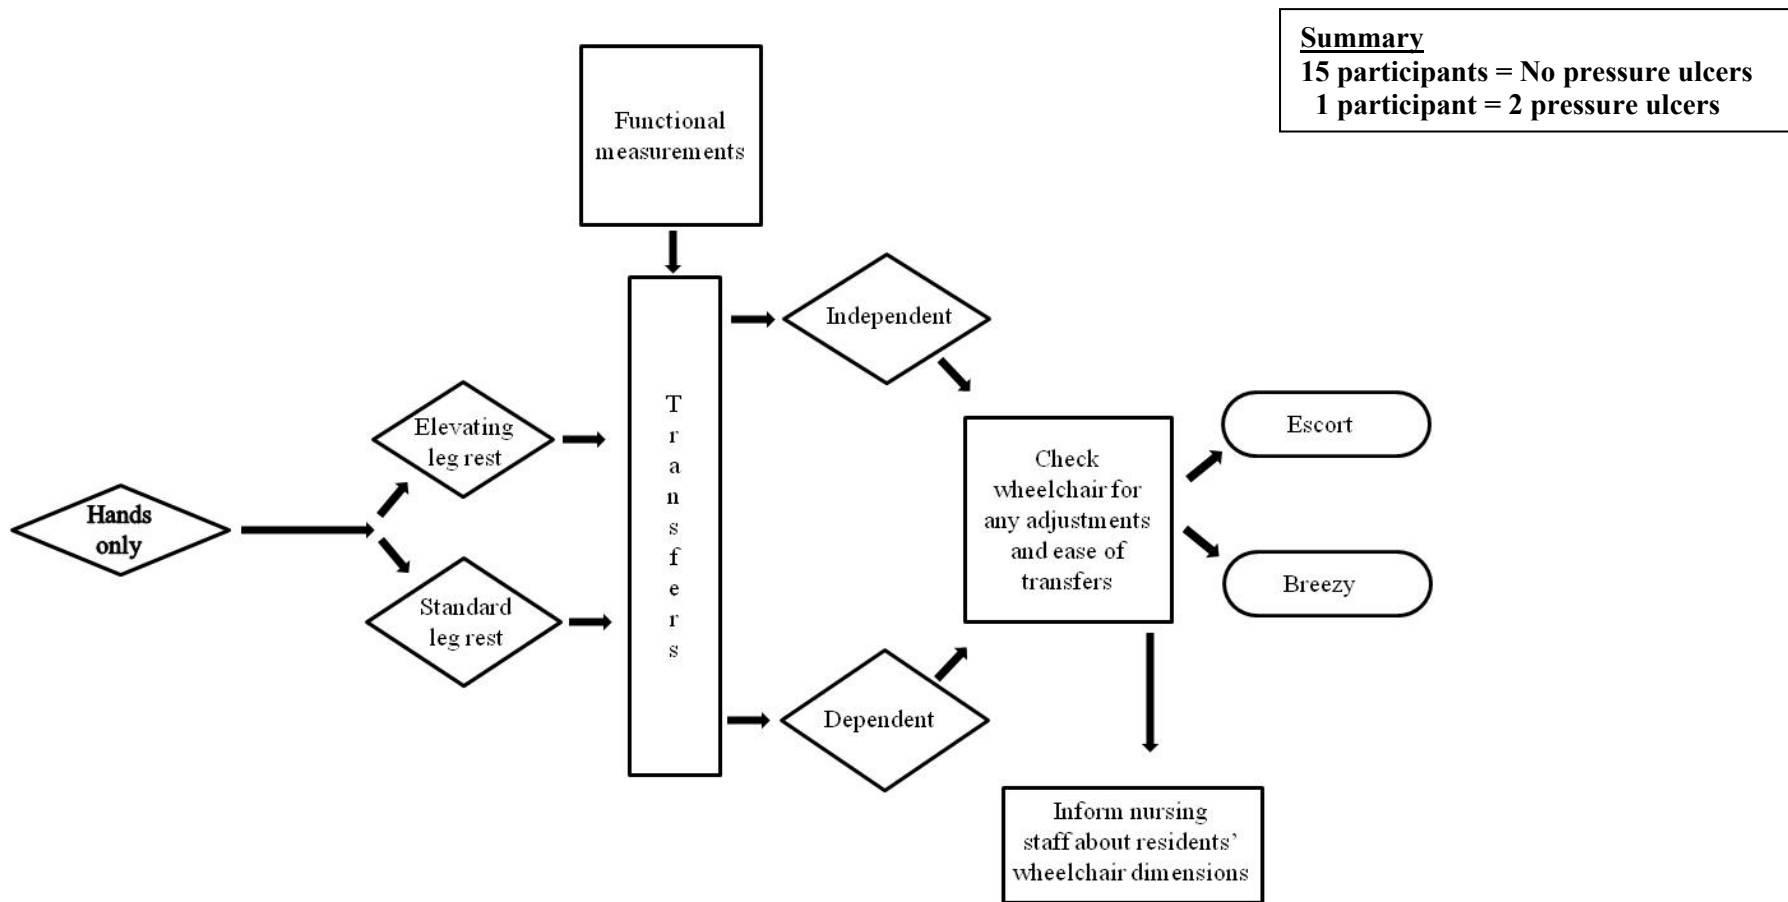 Summary
15 participants = No pressure ulcers
1 participant = 2 pressure ulcers
Functional
measurements
Hands
only
Elevating
leg rest
Standard
leg rest
T
r
a
n
s
f
e
r
s
Independent
Dependent
Check
wheelchair for
any adjustments
and ease of
transfers
Escort
Breezy
Inform nursing
staff about residents’
wheelchair dimensions